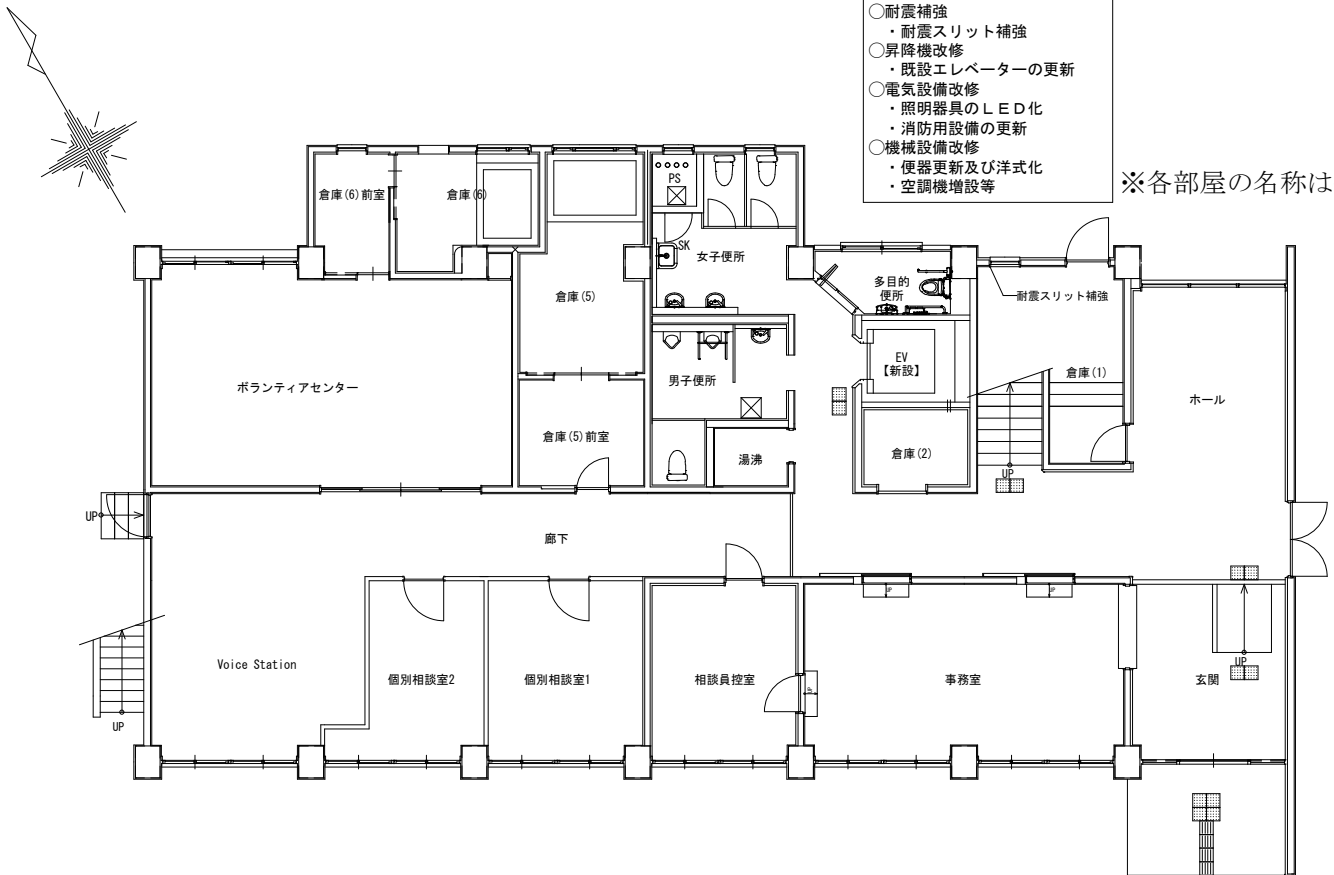 ○耐震補強
・耐震スリット補強
○昇降機改修
・既設エレベーターの更新
○電気設備改修
・照明器具のLED化
・消防用設備の更新
○機械設備改修
・便器更新及び洋式化
・空調機増設等
※各部屋の名称は
倉庫(6)前室
倉庫(6)
PS
SK
女子便所
多目的
便所
耐震スリット補強
倉庫(5)
EV
【新設】
倉庫(1)
ボランティアセンター
男子便所
ホール
倉庫(5)前室
湯沸
倉庫(2)
UP
UP
廊下
UP
UP
Voice Station
個別相談室2
個別相談室1
相談員控室
UP
事務室
玄関
UP
UP